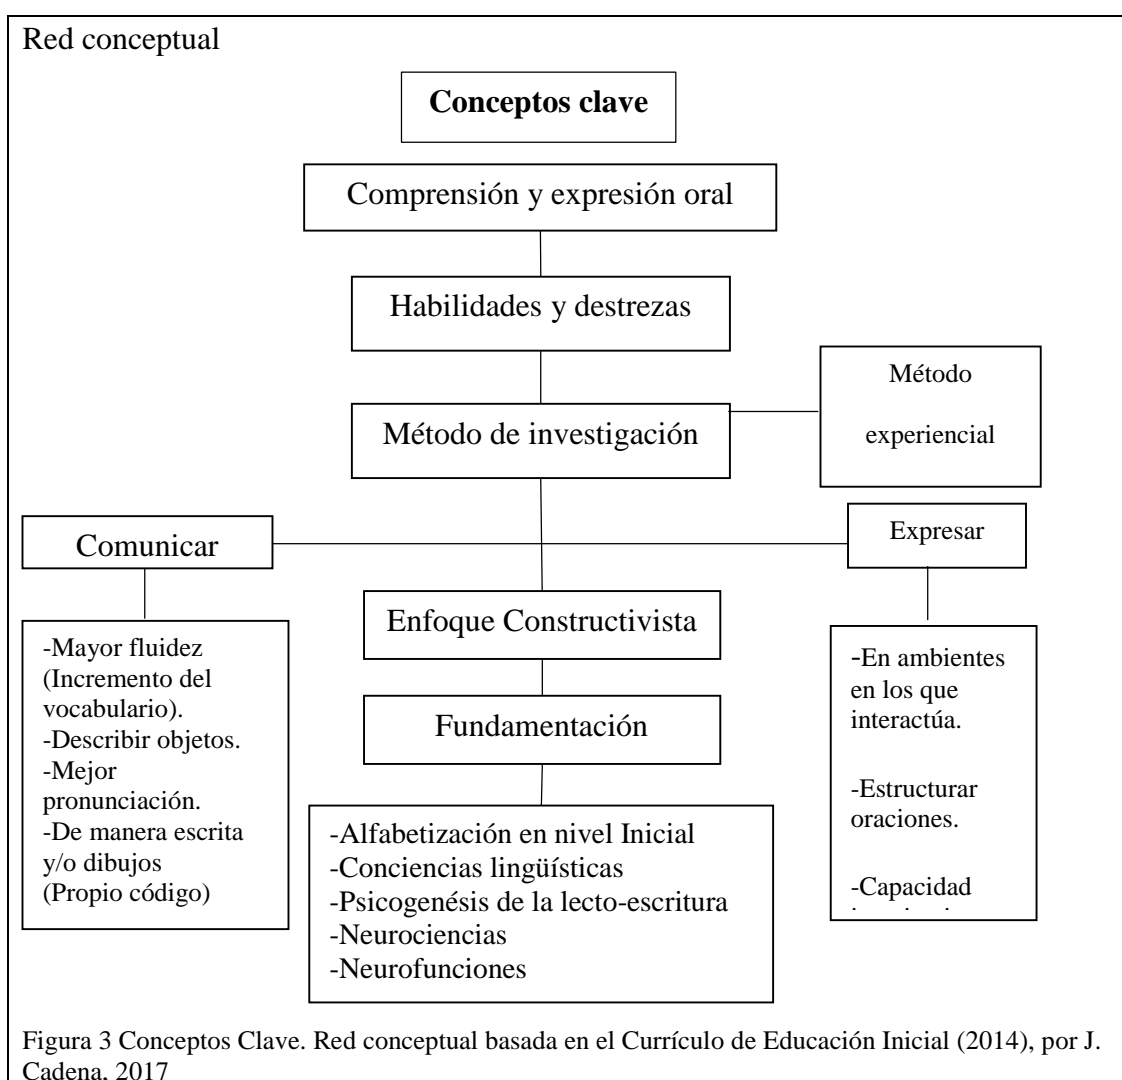 Red conceptual
Conceptos clave
Comprensión y expresión oral
Habilidades y destrezas
Método de investigación
Método
experiencial
Comunicar
Expresar
Enfoque Constructivista
Fundamentación
-Mayor fluidez
(Incremento del
vocabulario).
-Describir objetos.
-Mejor
pronunciación.
-De manera escrita
y/o dibujos
(Propio código)
-Alfabetización en nivel Inicial
-Conciencias lingüísticas
-Psicogenésis de la lecto-escritura
-Neurociencias
-Neurofunciones
-En ambientes
en los que
interactúa.
-Estructurar
oraciones.
-Capacidad
Figura 3 Conceptos Clave. Red conceptual basada en el Currículo de Educación Inicial (2014), por J.
Cadena, 2017